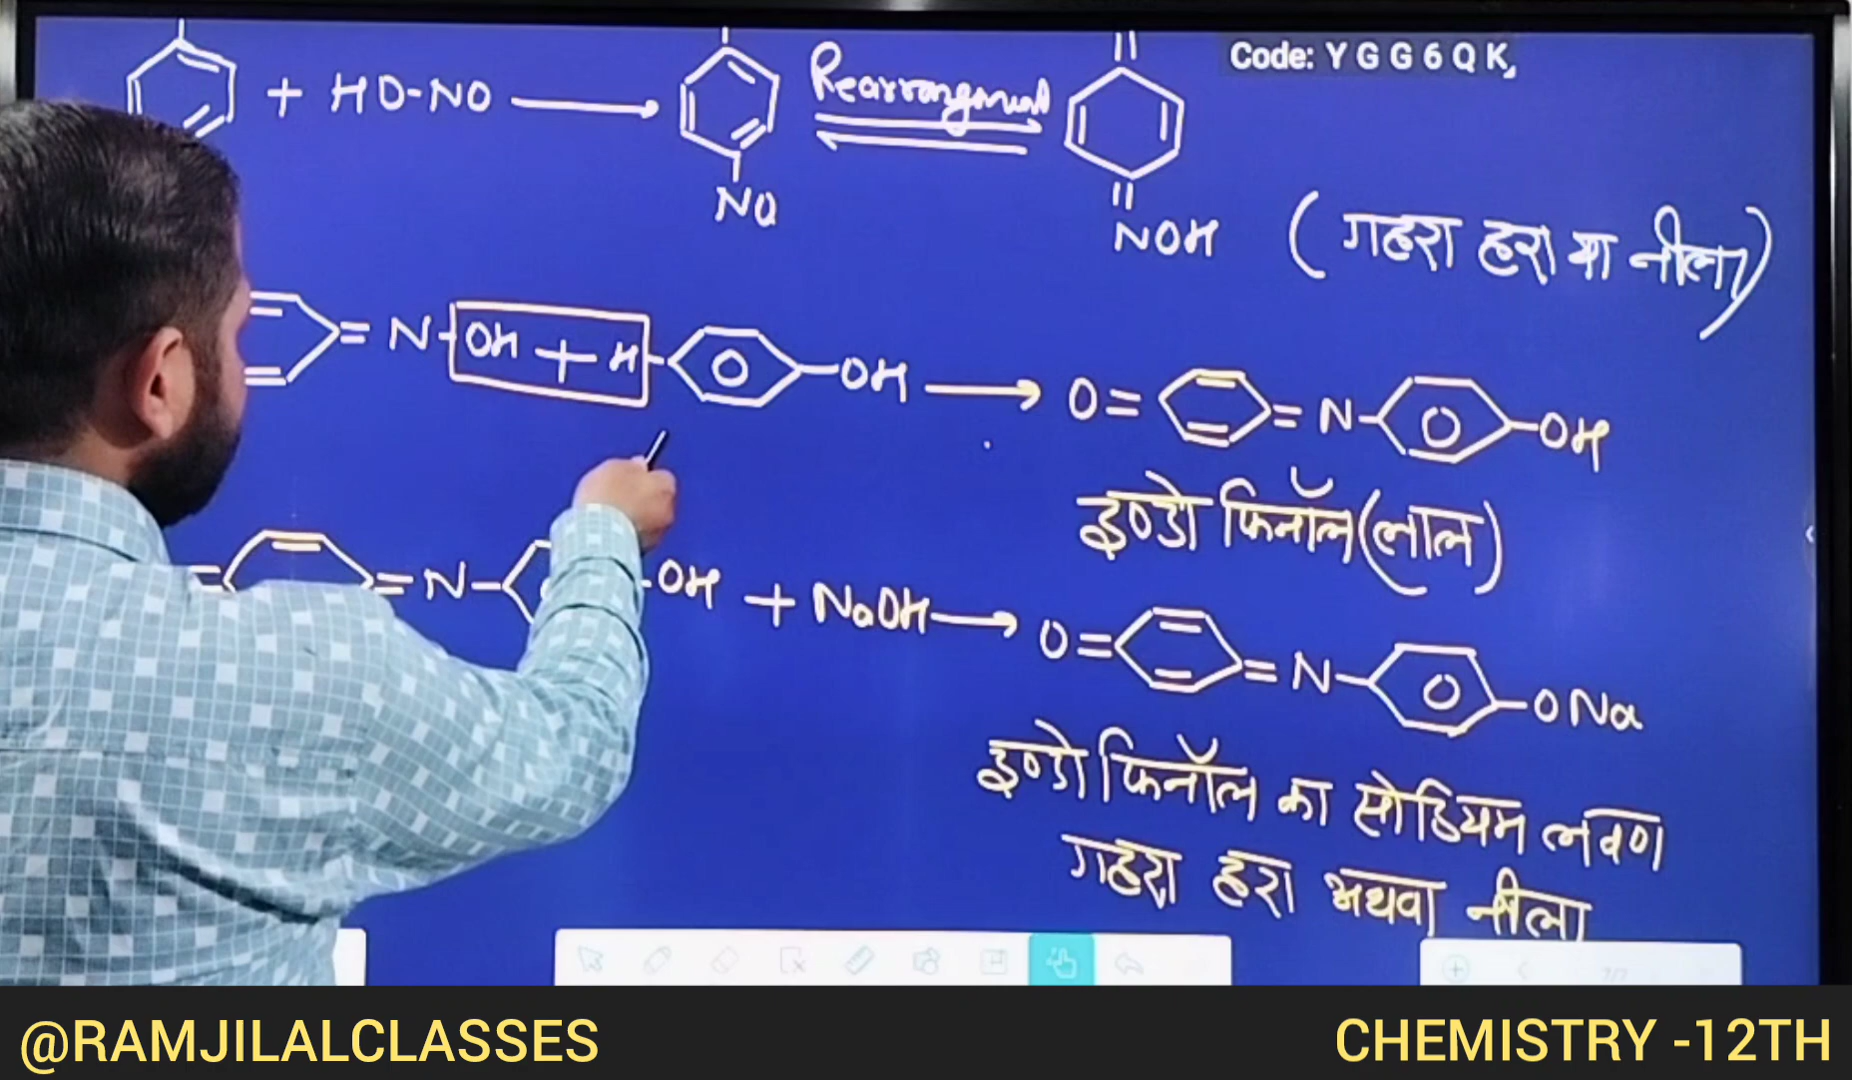 Code: Y G G 6 Q K,
+ HO-NO → Rearrangment
NO
NOH (गहरा हरा या नीला)
= N - OH + H - OH → O = = N - OH
इण्डो फिनॉल (लाल)
= = N - OH + NaOH → O = = N - ONa
इण्डो फिनॉल का सोडियम लवण
गहरा हरा अथवा नीला
@RAMJILALCLASSES
CHEMISTRY -12TH